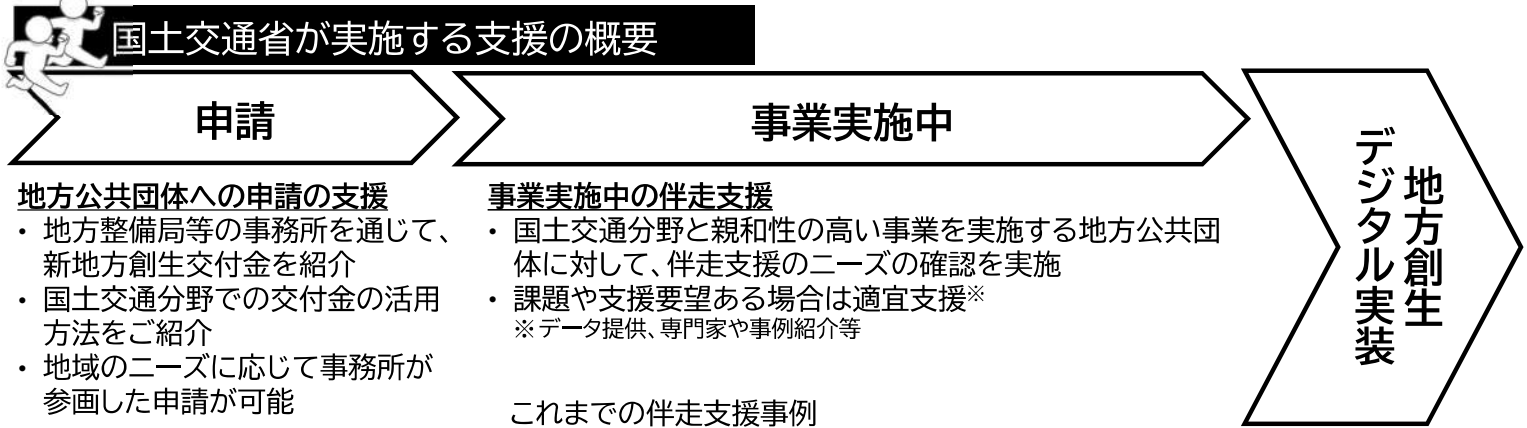 国土交通省が実施する支援の概要
申請
事業実施中
地方公共団体への申請の支援
・ 地方整備局等の事務所を通じて、
新地方創生交付金を紹介
・ 国土交通分野での交付金の活用
方法をご紹介
・ 地域のニーズに応じて事務所が
参画した申請が可能
事業実施中の伴走支援
・ 国土交通分野と親和性の高い事業を実施する地方公共団
体に対して、伴走支援のニーズの確認を実施
・ 課題や支援要望ある場合は適宜支援※
※ データ提供、専門家や事例紹介等
これまでの伴走支援事例
地方創生
デジタル実装